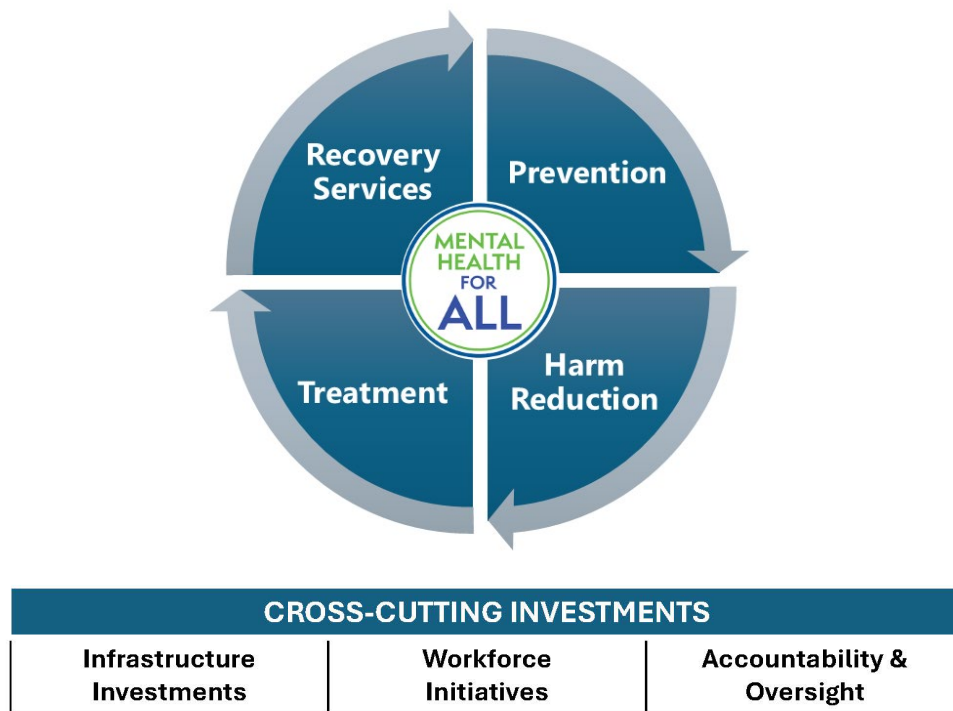 Recovery
Services
Prevention
MENTAL
HEALTH
FOR
ALL
Treatment
Harm
Reduction
CROSS-CUTTING INVESTMENTS
Infrastructure
Investments
Workforce
Initiatives
Accountability &
Oversight